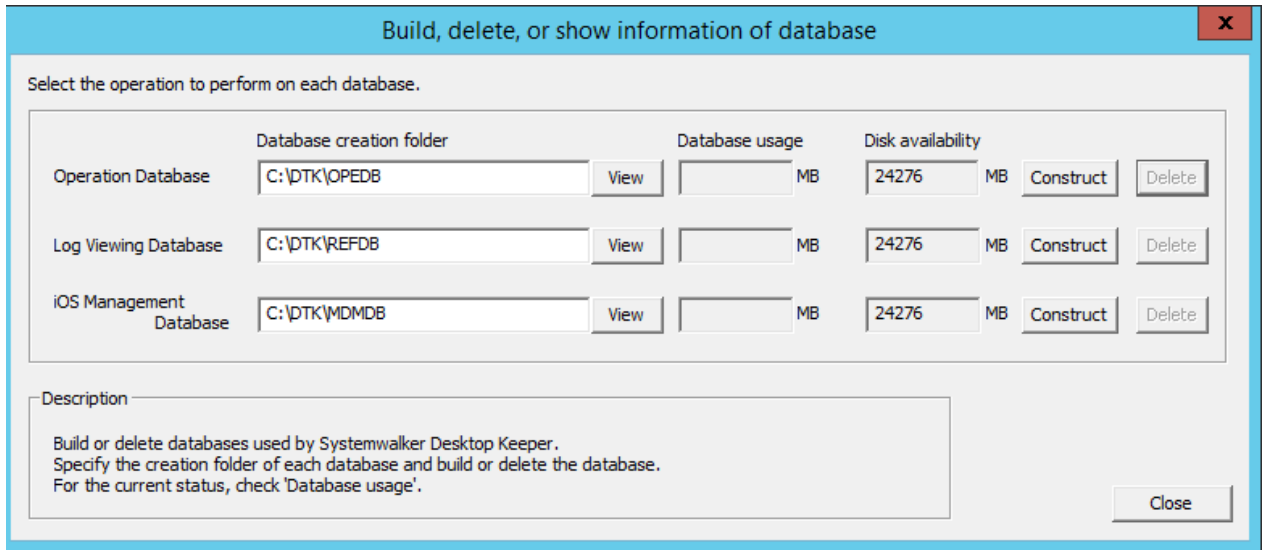 Build, delete, or show information of database
x
Select the operation to perform on each database.
Database creation folder Database usage Disk availability
Operation Database C:\DTK\OPEDB View MB 24276 MB Construct Delete
Log Viewing Database C:\DTK\REFDB View MB 24276 MB Construct Delete
iOS Management
Database C:\DTK\MDMDB View MB 24276 MB Construct Delete
Description
Build or delete databases used by Systemwalker Desktop Keeper.
Specify the creation folder of each database and build or delete the database.
For the current status, check 'Database usage'.
Close